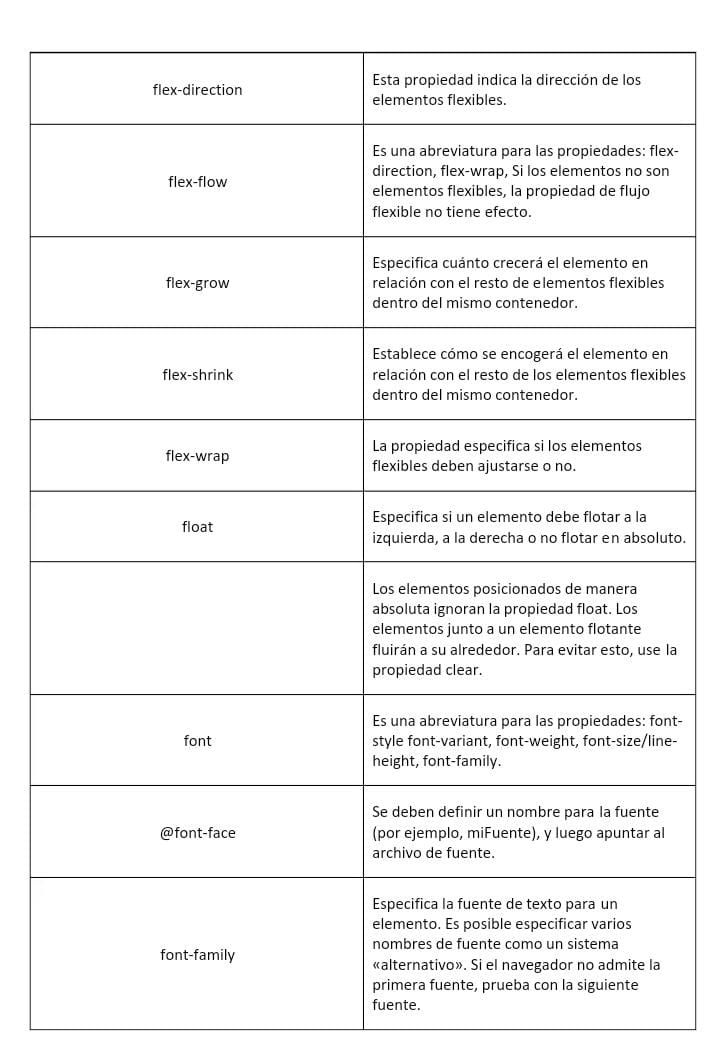 flex-direction
Esta propiedad indica la dirección de los
elementos flexibles.
flex-flow
Es una abreviatura para las propiedades: flex-
direction, flex-wrap, Si los elementos no son
elementos flexibles, la propiedad de flujo
flexible no tiene efecto.
flex-grow
Especifica cuánto crecerá el elemento en
relación con el resto de elementos flexibles
dentro del mismo contenedor.
flex-shrink
Establece cómo se encogerá el elemento en
relación con el resto de los elementos flexibles
dentro del mismo contenedor.
flex-wrap
La propiedad especifica si los elementos
flexibles deben ajustarse o no.
float
Especifica si un elemento debe flotar a la
izquierda, a la derecha o no flotar en absoluto.
Los elementos posicionados de manera
absoluta ignoran la propiedad float. Los
elementos junto a un elemento flotante
fluirán a su alrededor. Para evitar esto, use la
propiedad clear.
font
Es una abreviatura para las propiedades: font-
style font-variant, font-weight, font-size/line-
height, font-family.
@font-face
Se deben definir un nombre para la fuente
(por ejemplo, miFuente), y luego apuntar al
archivo de fuente.
font-family
Especifica la fuente de texto para un
elemento. Es posible especificar varios
nombres de fuente como un sistema
«alternativo». Si el navegador no admite la
primera fuente, prueba con la siguiente
fuente.